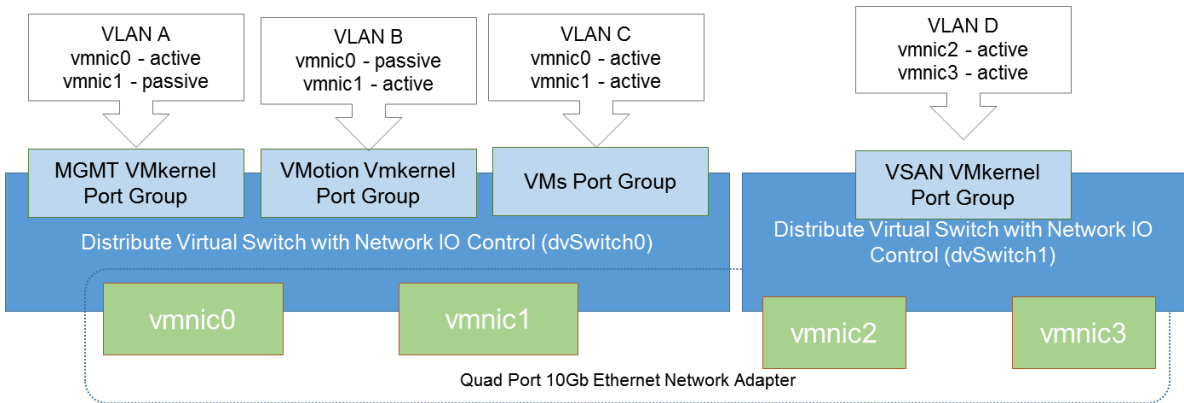 VLAN A
vmnic0 - active
vmnic1 - passive
VLAN B
vmnic0 - passive
vmnic1 - active
VLAN C
vmnic0 - active
vmnic1 - active
VLAN D
vmnic2 - active
vmnic3 - active
MGMT VMkernel
Port Group
VMotion Vmkernel
Port Group
VMs Port Group
VSAN VMkernel
Port Group
Distribute Virtual Switch with Network IO Control (dvSwitch0)
Distribute Virtual Switch with Network IO
Control (dvSwitch1)
vmnic0
vmnic1
vmnic2
vmnic3
Quad Port 10Gb Ethernet Network Adapter